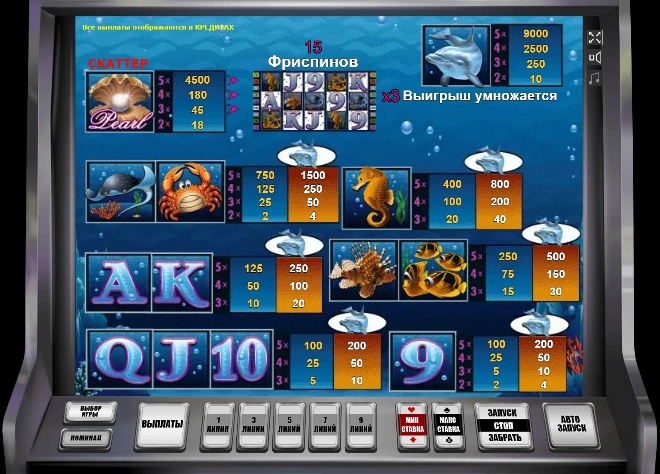 Все выплаты отображаются в КРЕДИТАХ
СКАТТЕР
Pearl
5x 4500
4x 180
3x 45
2x 18
15
Фриспинов
J 9 K
A 9
K J
x3 Выигрыш умножается
5x 9000
4x 2500
3x 250
2x 10
5x 750 1500
4x 125 250
3x 25 50
2x 2 4
5x 400 800
4x 100 200
3x 20 40
A K
5x 125 250
4x 50 100
3x 10 20
5x 250 500
4x 75 150
3x 15 30
Q J 10
5x 100 200
4x 25 50
3x 5 10
9
5x 100 200
4x 25 50
3x 5 10
2x 2 4
ВЫБОР
ИГРЫ
НОМИНАЛ
ВЫПЛАТЫ
1
ЛИНИЯ
3
ЛИНИИ
5
ЛИНИЙ
7
ЛИНИЙ
9
ЛИНИЙ
МИН
СТАВКА
МАКС
СТАВКА
ЗАПУСК
СТОП
ЗАБРАТЬ
АВТО
ЗАПУСК